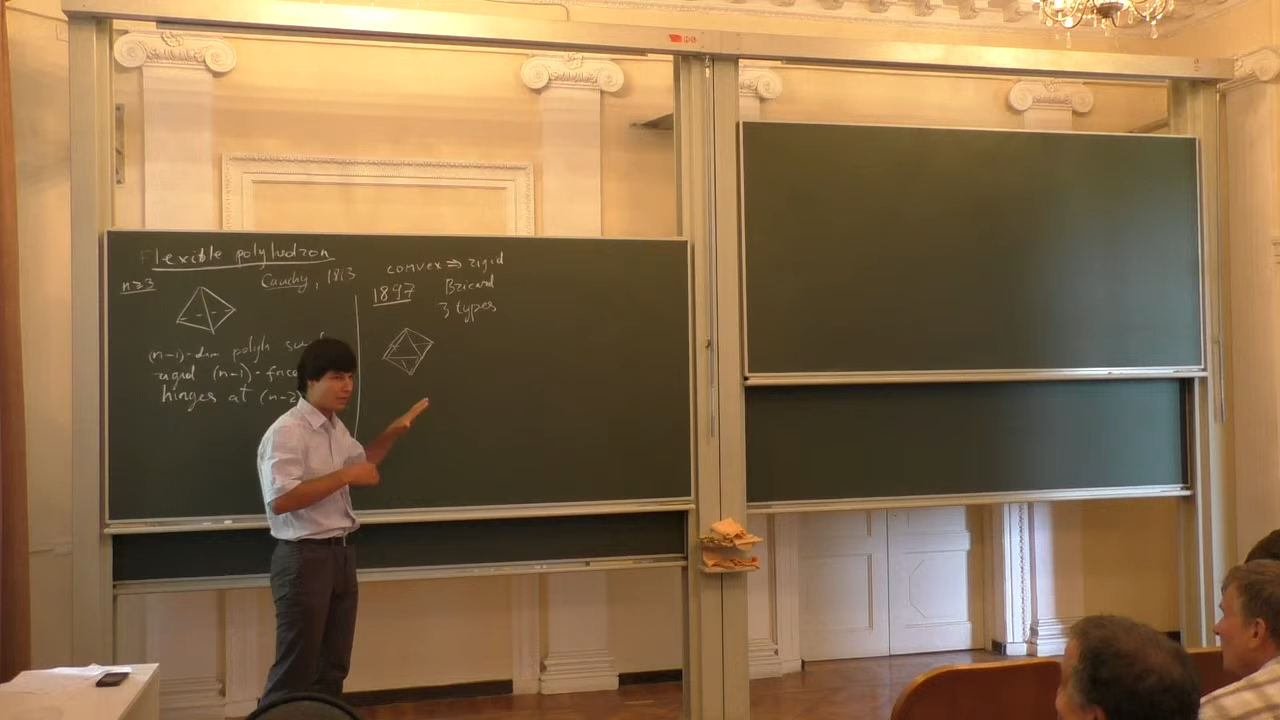 Flexible polyhedron
n≥3
Cauchy, 1813
convex ⇒ rigid
1897 Bricard
3 types
(n-1)-dim polyh
rigid (n-1)-face
hinges at (n-2)